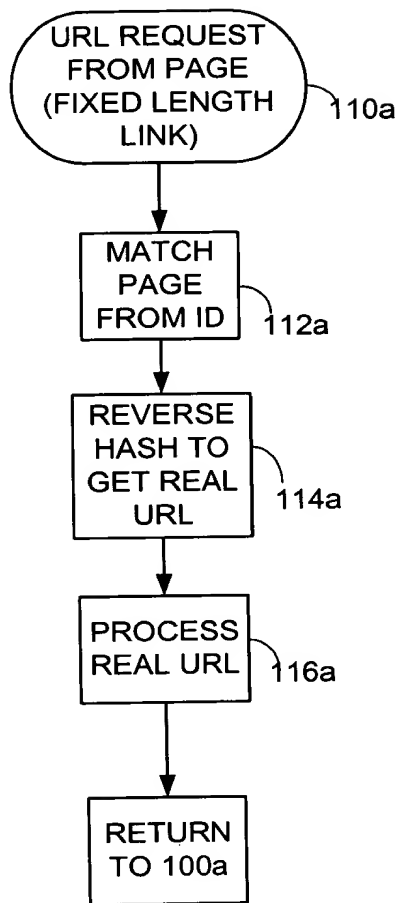 URL REQUEST
FROM PAGE
(FIXED LENGTH
LINK)
110a
MATCH
PAGE
FROM ID
112a
REVERSE
HASH TO
GET REAL
URL
114a
PROCESS
REAL URL
116a
RETURN
TO 100a